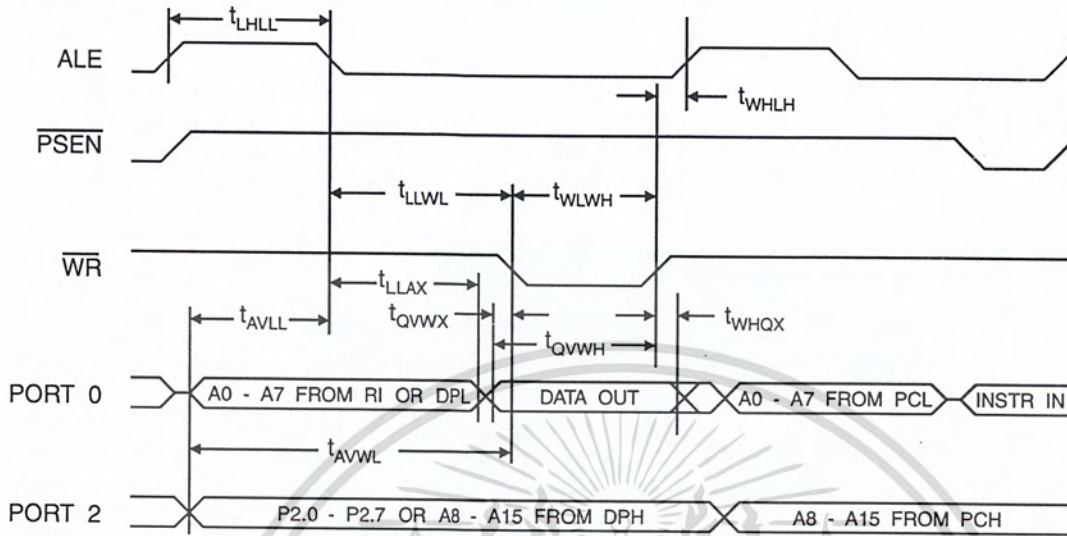 tLHLL
ALE
tWHLH
PSEN
tLLWL
tWLWH
WR
tLLAX
tAVLL
tQVWX
tWHQX
tQVWH
PORT 0
A0 - A7 FROM RI OR DPL
DATA OUT
A0 - A7 FROM PCL
INSTR IN
tAVWL
PORT 2
P2.0 - P2.7 OR A8 - A15 FROM DPH
A8 - A15 FROM PCH